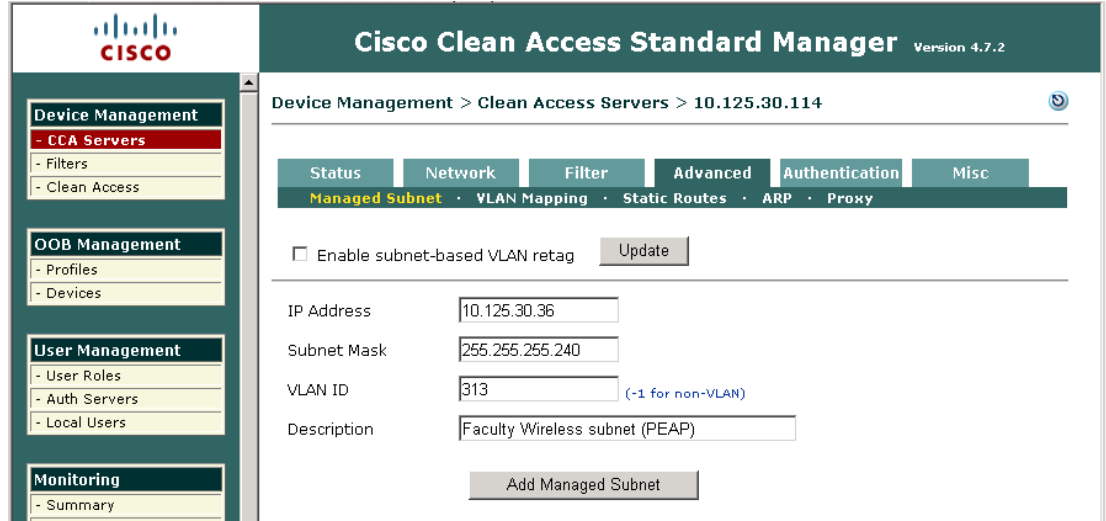 CISCO
Cisco Clean Access Standard Manager Version 4.7.2
Device Management
- CCA Servers
- Filters
- Clean Access
OOB Management
- Profiles
- Devices
User Management
- User Roles
- Auth Servers
- Local Users
Monitoring
- Summary
Device Management > Clean Access Servers > 10.125.30.114
Status Network Filter Advanced Authentication Misc
Managed Subnet · VLAN Mapping · Static Routes · ARP · Proxy
Enable subnet-based VLAN retag Update
IP Address 10.125.30.36
Subnet Mask 255.255.255.240
VLAN ID 313 (-1 for non-VLAN)
Description Faculty Wireless subnet (PEAP)
Add Managed Subnet